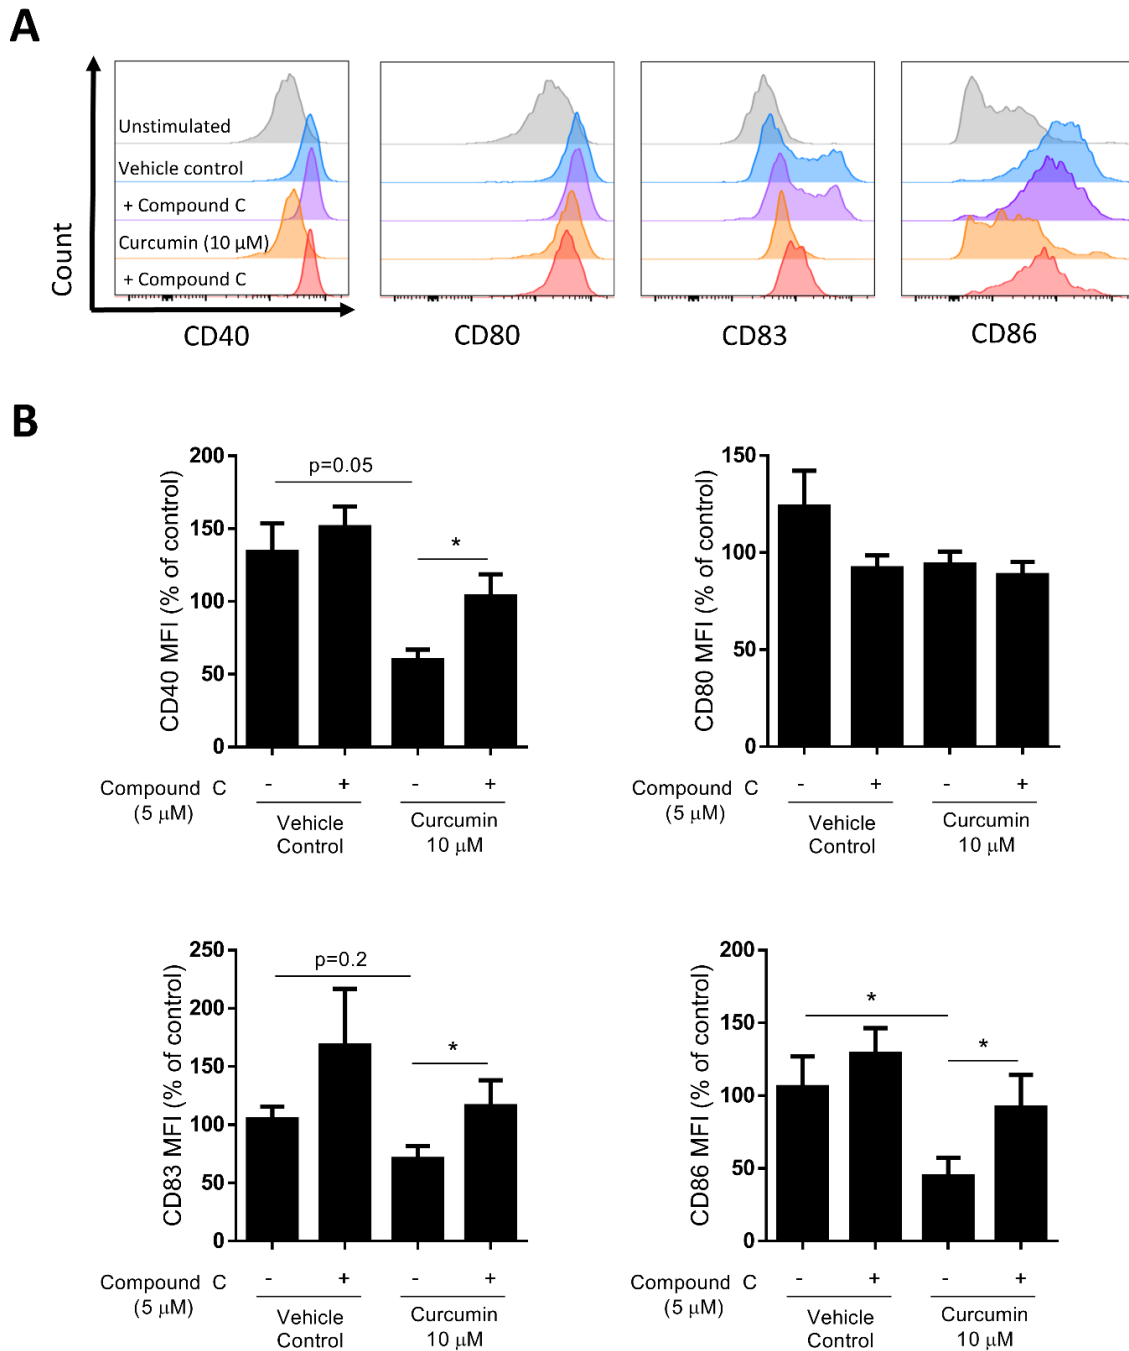 A
Unstimulated
Vehicle control
+ Compound C
Curcumin (10 µM)
+ Compound C
Count
CD40
CD80
CD83
CD86
B
CD40 MFI (% of control)
200
150
100
50
0
p=0.05
*
Compound C
(5 µM)
- + - +
Vehicle
Control
Curcumin
10 µM
CD80 MFI (% of control)
150
100
50
0
Compound C
(5 µM)
- + - +
Vehicle
Control
Curcumin
10 µM
CD83 MFI (% of control)
250
200
150
100
50
0
p=0.2
*
Compound C
(5 µM)
- + - +
Vehicle
Control
Curcumin
10 µM
CD86 MFI (% of control)
200
150
100
50
0
*
*
Compound C
(5 µM)
- + - +
Vehicle
Control
Curcumin
10 µM